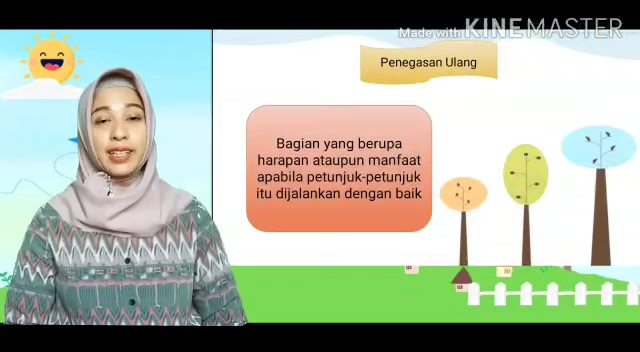 Made with KINEMASTER
Penegasan Ulang
Bagian yang berupa
harapan ataupun manfaat
apabila petunjuk-petunjuk
itu dijalankan dengan baik